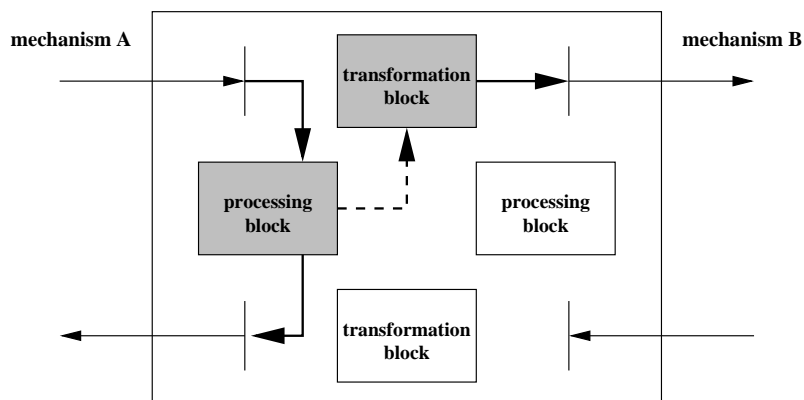 mechanism A
mechanism B
transformation
block
processing
block
processing
block
transformation
block